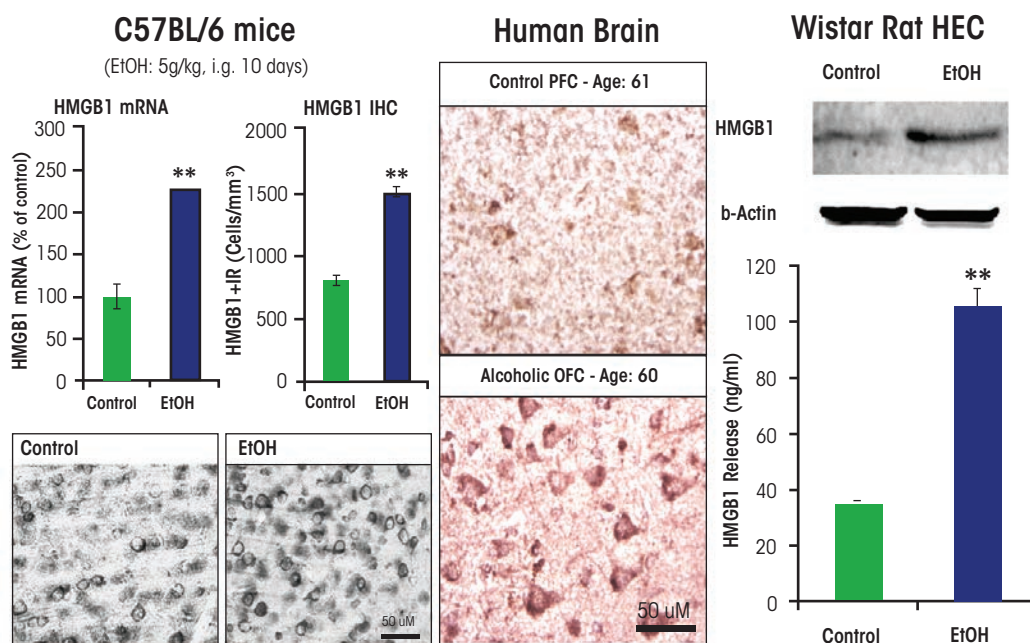 C57BL/6 mice
(EtOH: 5g/kg, i.g. 10 days)
HMGB1 mRNA
HMGB1 mRNA (% of control)
300
250
200
150
100
50
0
**
Control
EtOH
HMGB1 IHC
HMGB1+IR (Cells/mm³)
2000
1500
1000
500
0
**
Control
EtOH
Control
EtOH
50 uM
Human Brain
Control PFC - Age: 61
Alcoholic OFC - Age: 60
50 uM
Wistar Rat HEC
Control
EtOH
HMGB1
b-Actin
HMGB1 Release (ng/ml)
120
100
80
60
40
20
0
**
Control
EtOH